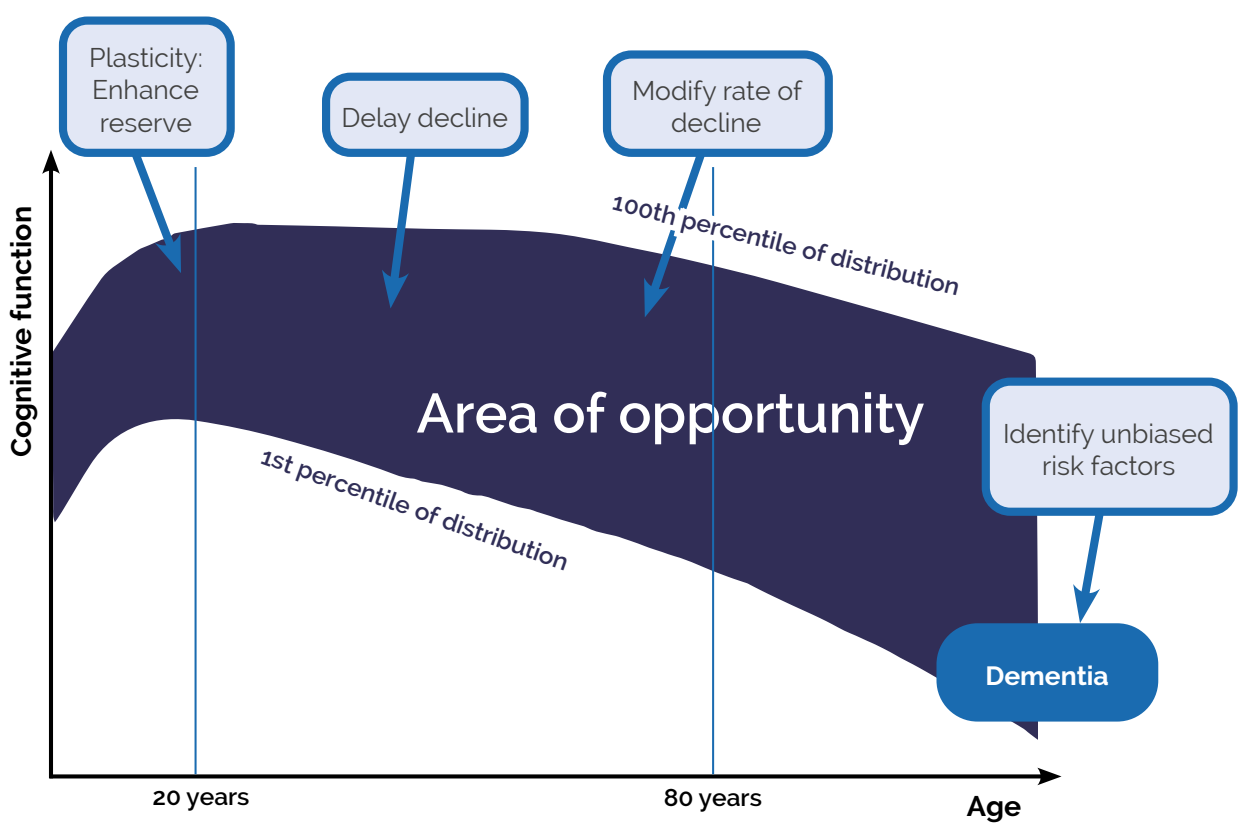 Plasticity:
Enhance
reserve
Delay decline
Modify rate of
decline
100th percentile of distribution
Cognitive function
Area of opportunity
1st percentile of distribution
Identify unbiased
risk factors
Dementia
20 years
80 years
Age